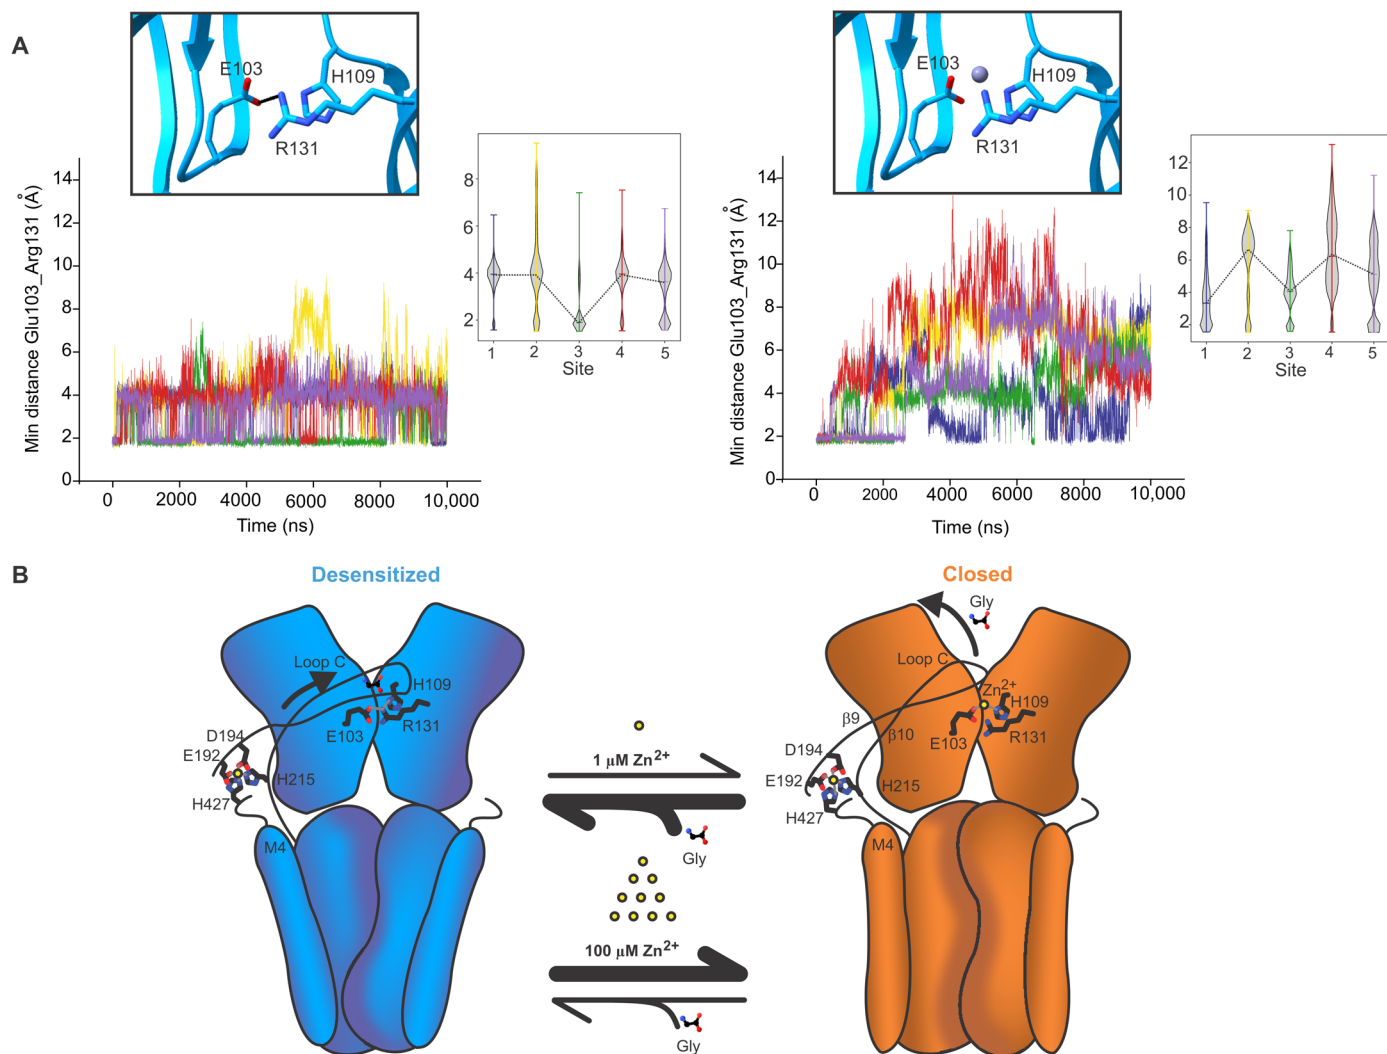 A
E103
H109
R131
Min distance Glu103_Arg131 (Å)
14
12
10
8
6
4
2
0
0 2000 4000 6000 8000 10,000
Time (ns)
8
6
4
2
1 2 3 4 5
Site
E103
H109
R131
Min distance Glu103_Arg131 (Å)
14
12
10
8
6
4
2
0
0 2000 4000 6000 8000 10,000
Time (ns)
12
10
8
6
4
2
1 2 3 4 5
Site
B
Desensitized
Loop C
H109
R131
E103
D194
E192
H215
H427
M4
1 μM Zn2+
Gly
100 μM Zn2+
Gly
Closed
Gly
Loop C
Zn2+
H109
β9
β10
E103
R131
D194
E192
H215
H427
M4